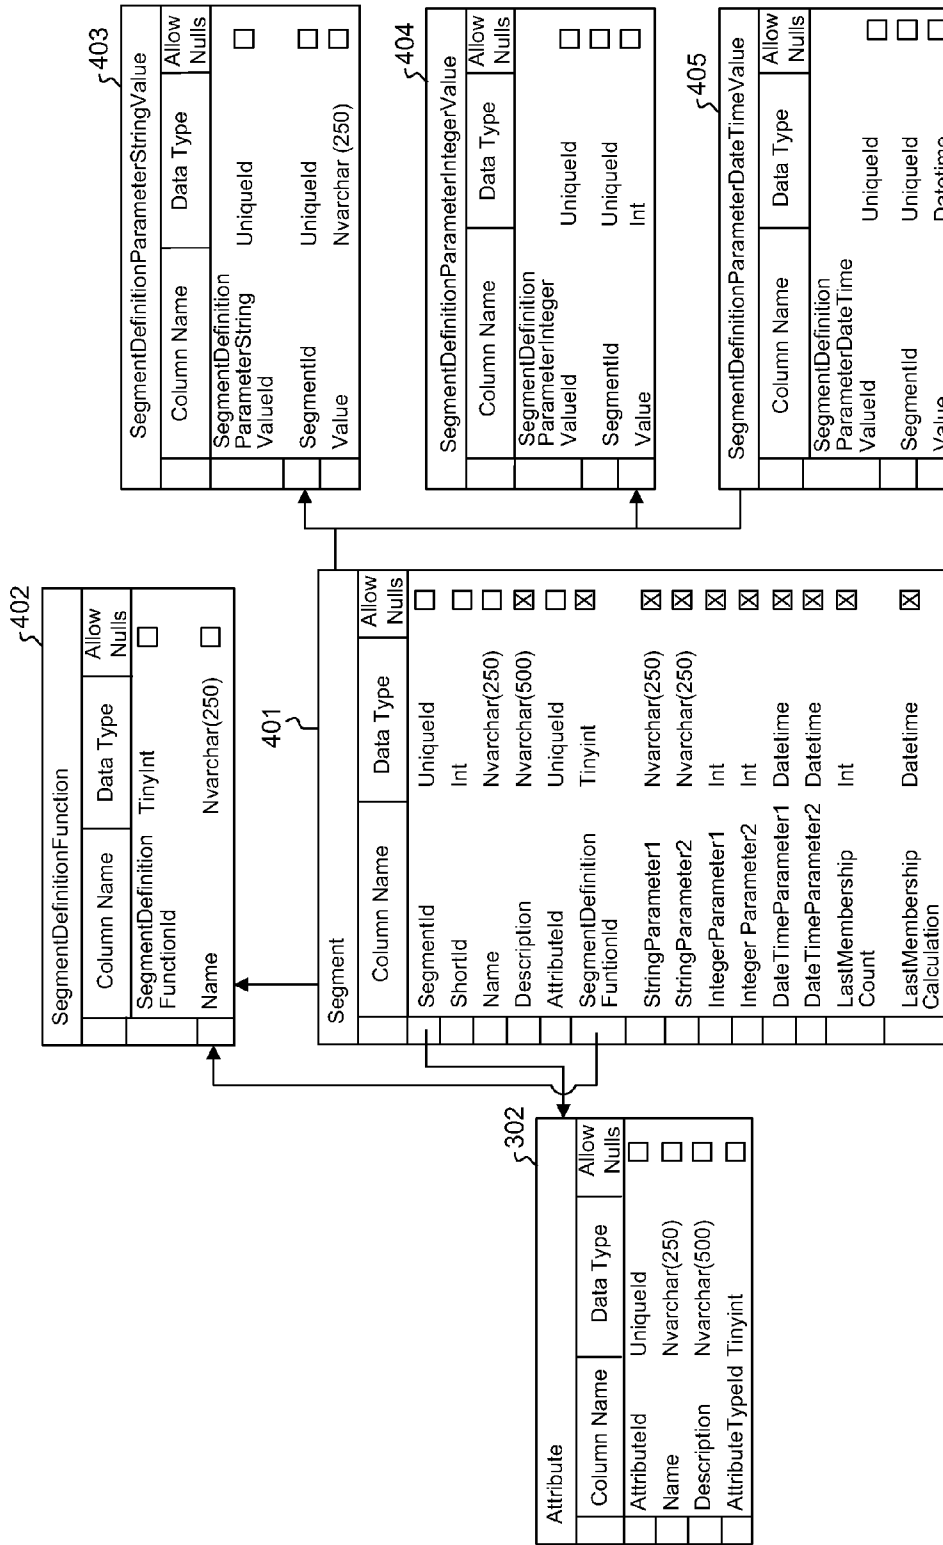 Attribute
302
Column Name Data Type Allow Nulls
AttributeId UniqueId
Name Nvarchar(250)
Description Nvarchar(500)
AttributeTypeId Tinyint
SegmentDefinitionFunction
402
Column Name Data Type Allow Nulls
SegmentDefinition
FunctionId TinyInt
Name Nvarchar(250)
Segment
401
Column Name Data Type Allow Nulls
SegmentId UniqueId
ShortId Int
Name Nvarchar(250)
Description Nvarchar(500)
AttributeId UniqueId
SegmentDefinition
FuntionId Tinyint
StringParameter1 Nvarchar(250)
StringParameter2 Nvarchar(250)
IntegerParameter1 Int
Integer Parameter2 Int
DateTimeParameter1 Datetime
DateTimeParameter2 Datetime
LastMembership
Count Int
LastMembership
Calculation Datetime
SegmentDefinitionParameterStringValue
403
Column Name Data Type Allow Nulls
SegmentDefinition
ParameterString
ValueId UniqueId
SegmentId UniqueId
Value Nvarchar (250)
SegmentDefinitionParameterIntegerValue
404
Column Name Data Type Allow Nulls
SegmentDefinition
ParameterInteger
ValueId UniqueId
SegmentId UniqueId
Value Int
SegmentDefinitionParameterDateTimeValue
405
Column Name Data Type Allow Nulls
SegmentDefinition
ParameterDateTime
ValueId UniqueId
SegmentId UniqueId
Value Datetime